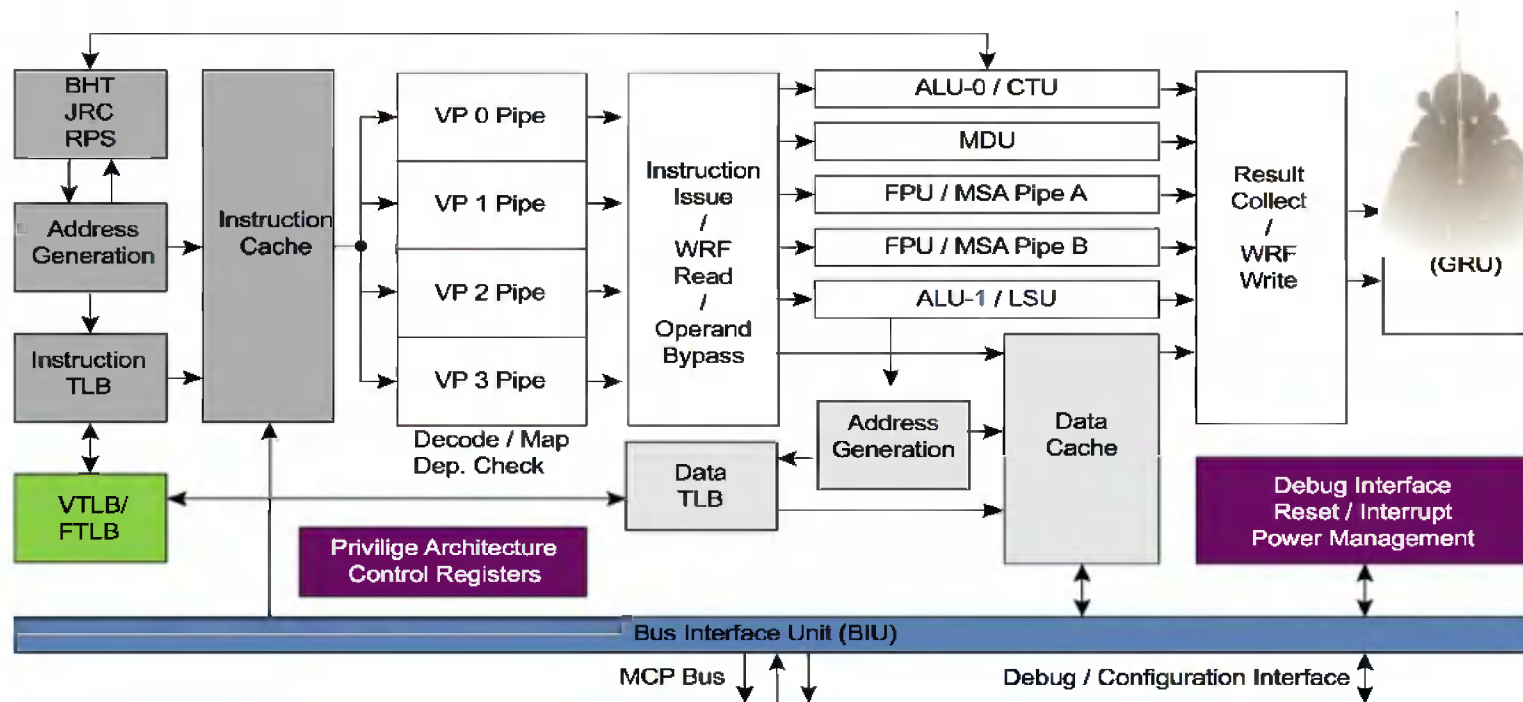 BHT
JRC
RPS
Address
Generation
Instruction
TLB
VTLB/
FTLB
Instruction
Cache
VP 0 Pipe
VP 1 Pipe
VP 2 Pipe
VP 3 Pipe
Decode / Map
Dep. Check
Instruction
Issue
/
WRF
Read
/
Operand
Bypass
ALU-0 / CTU
MDU
FPU / MSA Pipe A
FPU / MSA Pipe B
ALU-1 / LSU
Address
Generation
Data
TLB
Data
Cache
Result
Collect
/
WRF
Write
(GRU)
Privilige Architecture
Control Registers
Debug Interface
Reset / Interrupt
Power Management
Bus Interface Unit (BIU)
MCP Bus
Debug / Configuration Interface